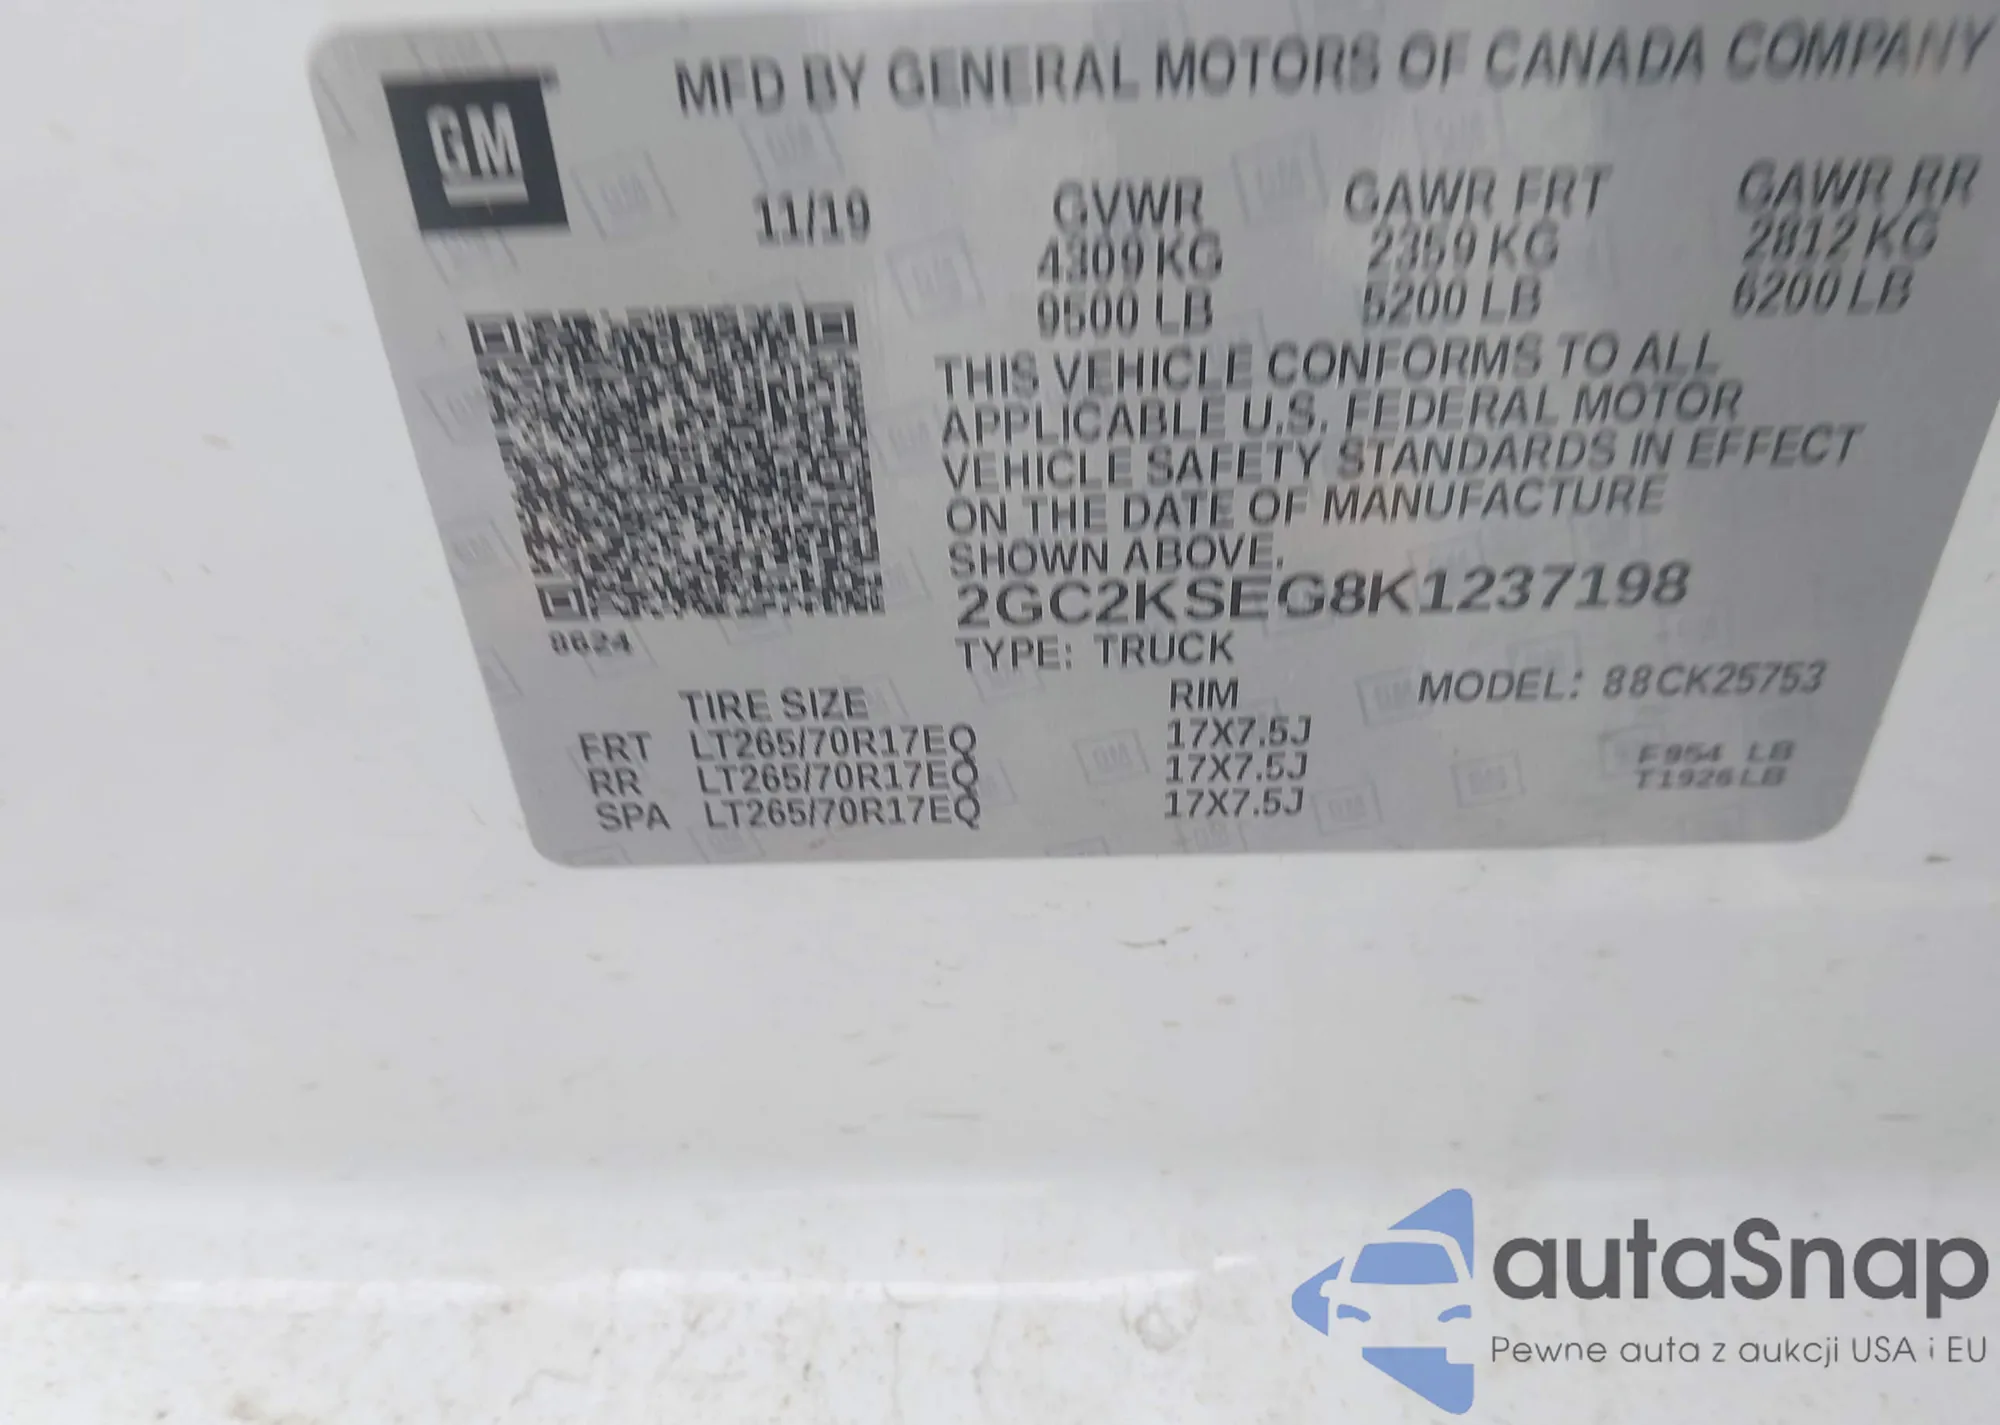 GM
MFD BY GENERAL MOTORS OF CANADA COMPANY
11/19
GVWR
4309 KG
9500 LB
GAWR FRT
2359 KG
5200 LB
GAWR RR
2812 KG
6200 LB
THIS VEHICLE CONFORMS TO ALL
APPLICABLE U.S. FEDERAL MOTOR
VEHICLE SAFETY STANDARDS IN EFFECT
ON THE DATE OF MANUFACTURE
SHOWN ABOVE.
2GC2KSEG8K1237198
8624
TYPE: TRUCK
MODEL: 88CK25753
TIRE SIZE RIM
FRT LT265/70R17EQ 17X7.5J
RR LT265/70R17EQ 17X7.5J
SPA LT265/70R17EQ 17X7.5J
F954 LB
T1926LB
autaSnap
Pewne auta z aukcji USA i EU